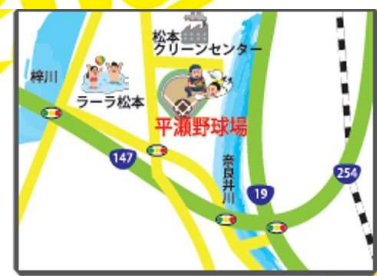 松本
クリーンセンター
梓川
ラーラ松本
平瀬野球場
147
奈良井川
19
254